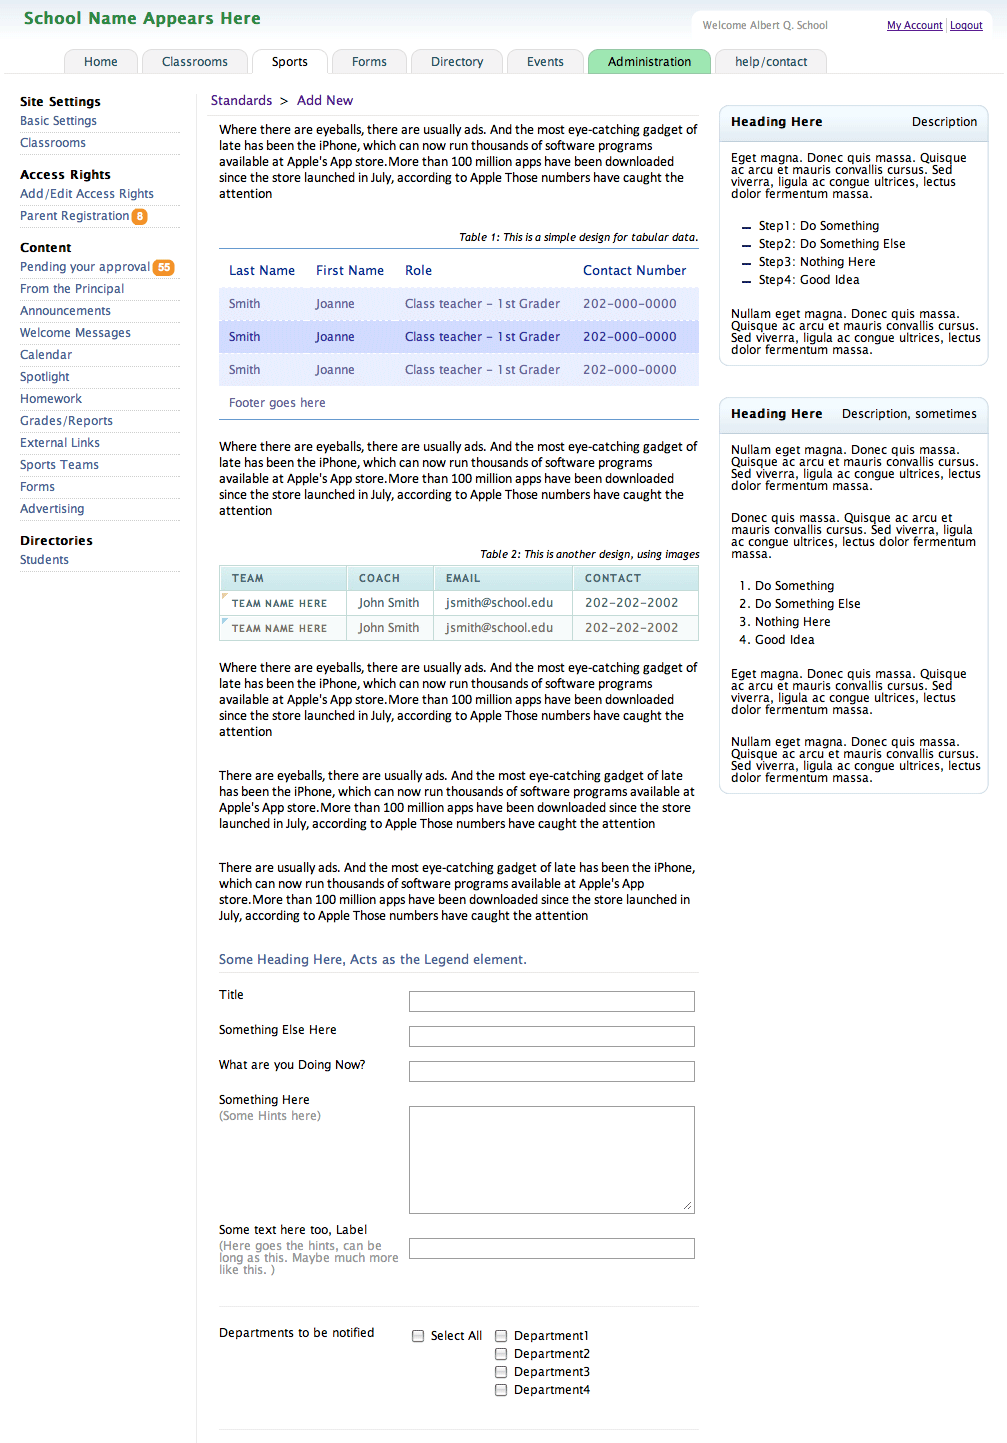 School Name Appears Here
Welcome Albert Q. School
My Account
Logout
Home
Classrooms
Sports
Forms
Directory
Events
Administration
help/contact
Site Settings
Basic Settings
Classrooms
Access Rights
Add/Edit Access Rights
Parent Registration 8
Content
Pending your approval 55
From the Principal
Announcements
Welcome Messages
Calendar
Spotlight
Homework
Grades/Reports
External Links
Sports Teams
Forms
Advertising
Directories
Students
Standards > Add New
Where there are eyeballs, there are usually ads. And the most eye-catching gadget of
late has been the iPhone, which can now run thousands of software programs
available at Apple's App store.More than 100 million apps have been downloaded
since the store launched in July, according to Apple Those numbers have caught the
attention
Table 1: This is a simple design for tabular data.
Last Name First Name Role Contact Number
Smith Joanne Class teacher - 1st Grader 202-000-0000
Smith Joanne Class teacher - 1st Grader 202-000-0000
Smith Joanne Class teacher - 1st Grader 202-000-0000
Footer goes here
Where there are eyeballs, there are usually ads. And the most eye-catching gadget of
late has been the iPhone, which can now run thousands of software programs
available at Apple's App store.More than 100 million apps have been downloaded
since the store launched in July, according to Apple Those numbers have caught the
attention
Table 2: This is another design, using images
TEAM COACH EMAIL CONTACT
TEAM NAME HERE John Smith jsmith@school.edu 202-202-2002
TEAM NAME HERE John Smith jsmith@school.edu 202-202-2002
Where there are eyeballs, there are usually ads. And the most eye-catching gadget of
late has been the iPhone, which can now run thousands of software programs
available at Apple's App store.More than 100 million apps have been downloaded
since the store launched in July, according to Apple Those numbers have caught the
attention
There are eyeballs, there are usually ads. And the most eye-catching gadget of late
has been the iPhone, which can now run thousands of software programs available at
Apple's App store.More than 100 million apps have been downloaded since the store
launched in July, according to Apple Those numbers have caught the attention
There are usually ads. And the most eye-catching gadget of late has been the iPhone,
which can now run thousands of software programs available at Apple's App
store.More than 100 million apps have been downloaded since the store launched in
July, according to Apple Those numbers have caught the attention
Some Heading Here, Acts as the Legend element.
Title
Something Else Here
What are you Doing Now?
Something Here
(Some Hints here)
Some text here too, Label
(Here goes the hints, can be
long as this. Maybe much more
like this. )
Departments to be notified
Select All
Department1
Department2
Department3
Department4
Heading Here Description
Eget magna. Donec quis massa. Quisque
ac arcu et mauris convallis cursus. Sed
viverra, ligula ac congue ultrices, lectus
dolor fermentum massa.
– Step1: Do Something
– Step2: Do Something Else
– Step3: Nothing Here
– Step4: Good Idea
Nullam eget magna. Donec quis massa.
Quisque ac arcu et mauris convallis cursus.
Sed viverra, ligula ac congue ultrices, lectus
dolor fermentum massa.
Heading Here Description, sometimes
Nullam eget magna. Donec quis massa.
Quisque ac arcu et mauris convallis cursus.
Sed viverra, ligula ac congue ultrices, lectus
dolor fermentum massa.
Donec quis massa. Quisque ac arcu et
mauris convallis cursus. Sed viverra, ligula
ac congue ultrices, lectus dolor fermentum
massa.
1. Do Something
2. Do Something Else
3. Nothing Here
4. Good Idea
Eget magna. Donec quis massa. Quisque
ac arcu et mauris convallis cursus. Sed
viverra, ligula ac congue ultrices, lectus
dolor fermentum massa.
Nullam eget magna. Donec quis massa.
Quisque ac arcu et mauris convallis cursus.
Sed viverra, ligula ac congue ultrices, lectus
dolor fermentum massa.